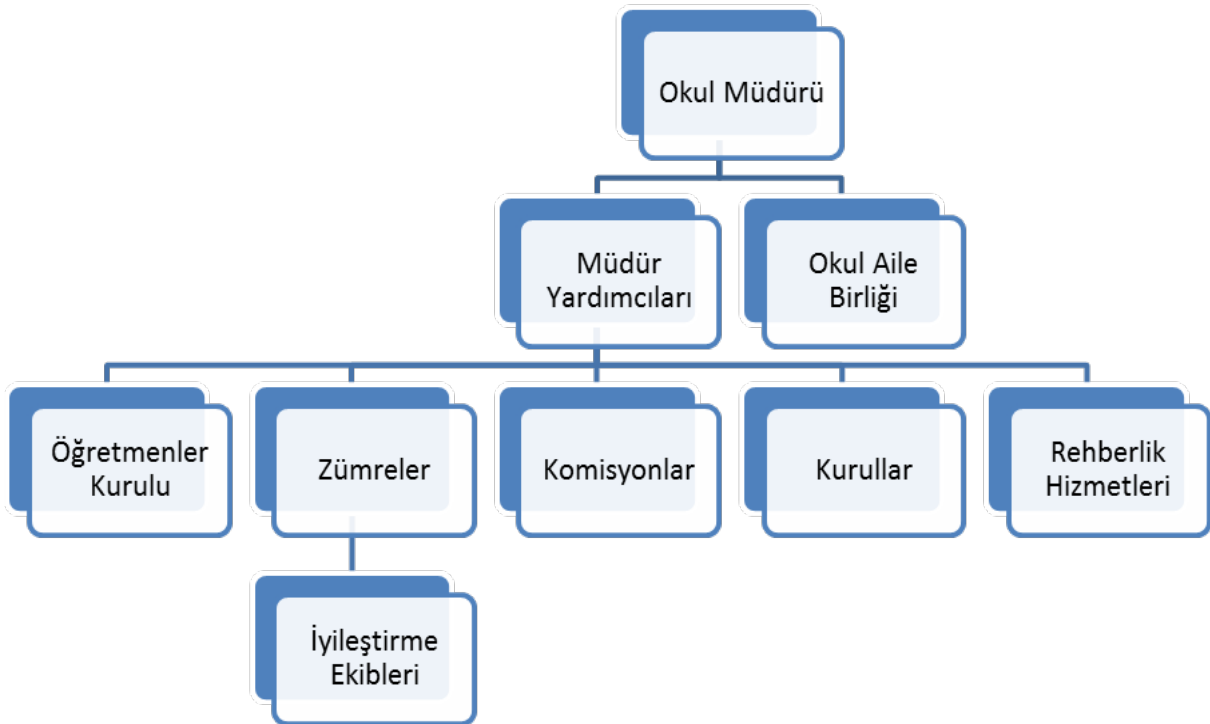 Okul Müdürü
Müdür
Yardımcıları
Okul Aile
Birliği
Öğretmenler
Kurulu
Zümreler
Komisyonlar
Kurullar
Rehberlik
Hizmetleri
İyileştirme
Ekibleri